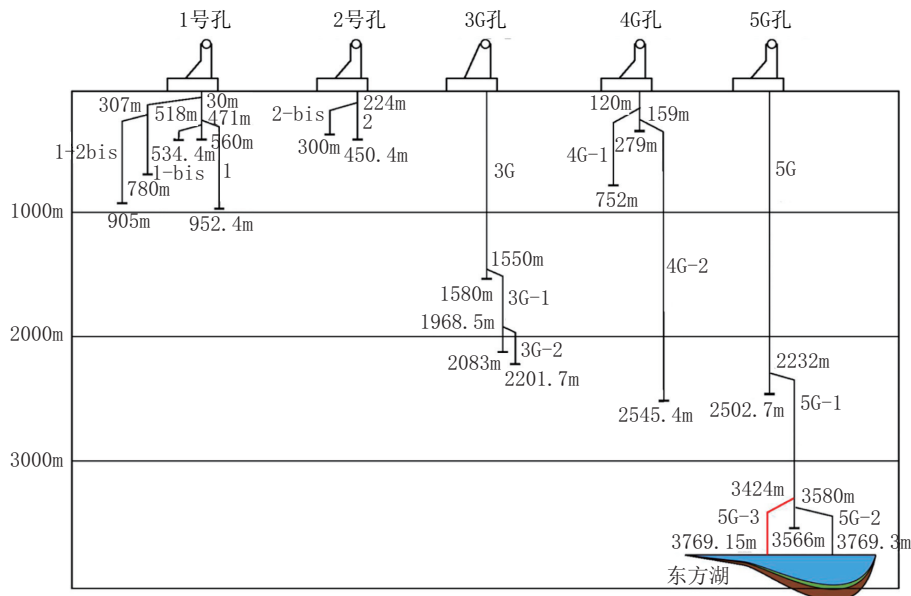 1号孔
2号孔
3G孔
4G孔
5G孔
307m
30m
518m
471m
560m
1-2bis
534.4m
1-bis
1
780m
905m
952.4m
2-bis
224m
2
300m
450.4m
3G
1550m
1580m
3G-1
1968.5m
3G-2
2083m
2201.7m
120m
159m
279m
4G-1
752m
4G-2
2545.4m
5G
2232m
2502.7m
5G-1
3424m
3580m
5G-3
5G-2
3769.15m
3566m
3769.3m
东方湖
1000m
2000m
3000m